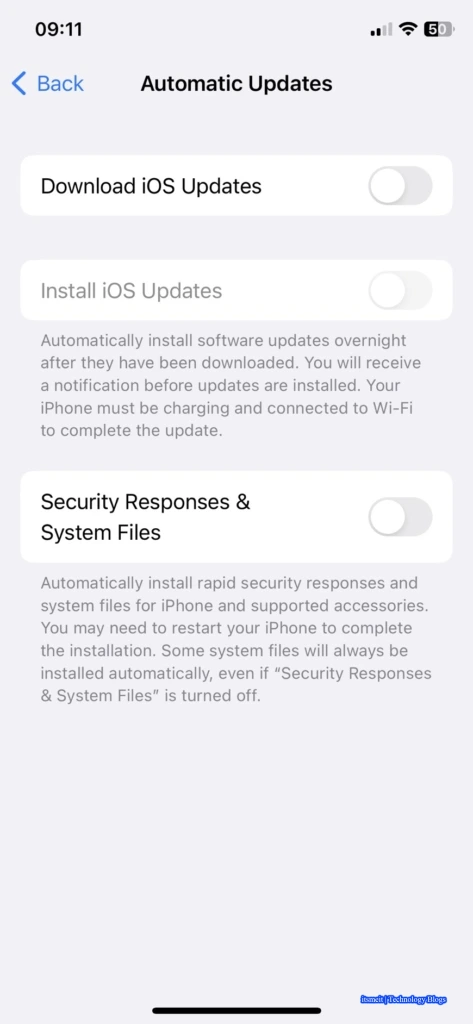 09:11
50
Back
Automatic Updates
Download iOS Updates
Install iOS Updates
Automatically install software updates overnight
after they have been downloaded. You will receive
a notification before updates are installed. Your
iPhone must be charging and connected to Wi-Fi
to complete the update.
Security Responses &
System Files
Automatically install rapid security responses and
system files for iPhone and supported accessories.
You may need to restart your iPhone to complete
the installation. Some system files will always be
installed automatically, even if “Security Responses
& System Files” is turned off.
itsmeit | Technology Blogs